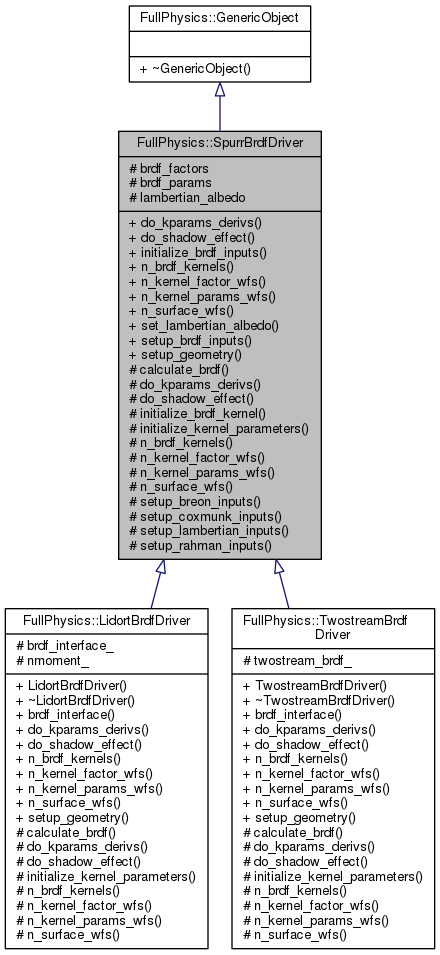 FullPhysics::GenericObject
+ ~GenericObject()
FullPhysics::SpurrBrdfDriver
# brdf_factors
# brdf_params
# lambertian_albedo
+ do_kparams_derivs()
+ do_shadow_effect()
+ initialize_brdf_inputs()
+ n_brdf_kernels()
+ n_kernel_factor_wfs()
+ n_kernel_params_wfs()
+ n_surface_wfs()
+ set_lambertian_albedo()
+ setup_brdf_inputs()
+ setup_geometry()
# calculate_brdf()
# do_kparams_derivs()
# do_shadow_effect()
# initialize_brdf_kernel()
# initialize_kernel_parameters()
# n_brdf_kernels()
# n_kernel_factor_wfs()
# n_kernel_params_wfs()
# n_surface_wfs()
# setup_breon_inputs()
# setup_coxmunk_inputs()
# setup_lambertian_inputs()
# setup_rahman_inputs()
FullPhysics::LidortBrdfDriver
# brdf_interface_
# nmoment_
+ LidortBrdfDriver()
+ ~LidortBrdfDriver()
+ brdf_interface()
+ do_kparams_derivs()
+ do_shadow_effect()
+ n_brdf_kernels()
+ n_kernel_factor_wfs()
+ n_kernel_params_wfs()
+ n_surface_wfs()
+ setup_geometry()
# calculate_brdf()
# do_kparams_derivs()
# do_shadow_effect()
# initialize_kernel_parameters()
# n_brdf_kernels()
# n_kernel_factor_wfs()
# n_kernel_params_wfs()
# n_surface_wfs()
FullPhysics::TwostreamBrdf
Driver
# twostream_brdf_
+ TwostreamBrdfDriver()
+ ~TwostreamBrdfDriver()
+ brdf_interface()
+ do_kparams_derivs()
+ do_shadow_effect()
+ n_brdf_kernels()
+ n_kernel_factor_wfs()
+ n_kernel_params_wfs()
+ n_surface_wfs()
+ setup_geometry()
# calculate_brdf()
# do_kparams_derivs()
# do_shadow_effect()
# initialize_kernel_parameters()
# n_brdf_kernels()
# n_kernel_factor_wfs()
# n_kernel_params_wfs()
# n_surface_wfs()